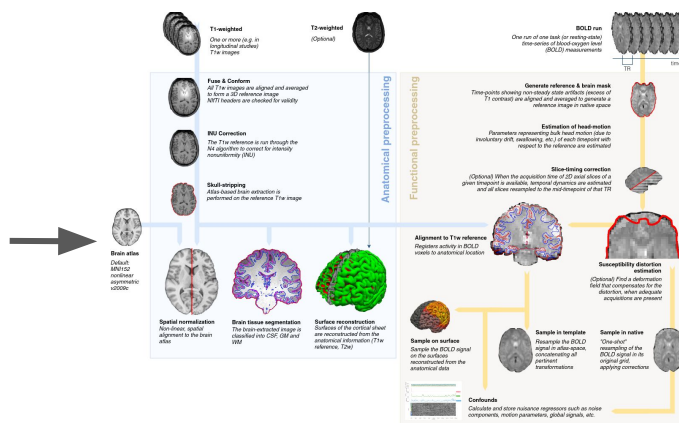 T1-weighted
One or more (e.g. in
longitudinal studies)
T1w images
T2-weighted
(Optional)
BOLD run
One run of one task (or resting-state)
time-series of blood-oxygen level
(BOLD) measurements
TR
time
Anatomical preprocessing
Functional preprocessing
Fuse & Conform
All T1w images are aligned and averaged
to form a 3D reference image
NIfTI headers are checked for validity
INU Correction
The T1w reference is run through the
N4 algorithm to correct for intensity
nonuniformity (INU)
Skull-stripping
Atlas-based brain extraction is
performed on the reference T1w image
Brain atlas
Default:
MNI152
nonlinear
asymmetric
v2009c
Spatial normalization
Non-linear, spatial
alignment to the brain
atlas
Brain tissue segmentation
The brain-extracted image is
classified into CSF, GM and
WM
Surface reconstruction
Surfaces of the cortical sheet
are reconstructed from the
anatomical information (T1w
reference, T2w)
Generate reference & brain mask
Time-points showing non-steady state artifacts (excess of
T1 contrast) are aligned and averaged to generate a
reference image in native space
Estimation of head-motion
Parameters representing bulk head motion (due to
involuntary drift, swallowing, etc.) of each timepoint with
respect to the reference are estimated
Slice-timing correction
(Optional) When the acquisition time of 2D axial slices of a
given timepoint is available, temporal dynamics are estimated
and all slices resampled to the mid-timepoint of that TR
Alignment to T1w reference
Registers activity in BOLD
voxels to anatomical location
Susceptibility distortion
estimation
(Optional) Find a deformation
field that compensates for the
distortion, when adequate
acquisitions are present
Sample on surface
Sample the BOLD signal
on the surfaces
reconstructed from the
anatomical data
Sample in template
Resample the BOLD
signal in atlas-space,
concatenating all
pertinent
transformations
Sample in native
"One-shot"
resampling of the
BOLD signal in its
original grid,
applying corrections
Confounds
Calculate and store nuisance regressors such as noise
components, motion parameters, global signals, etc.